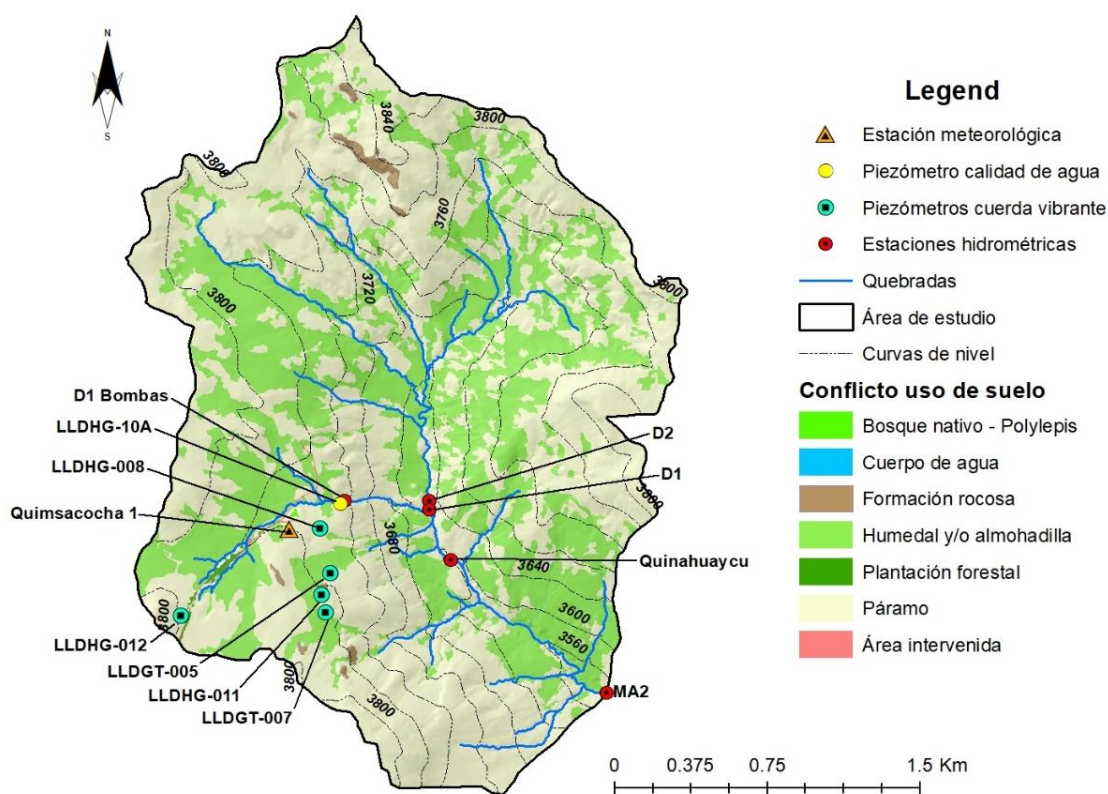 N
S
3800
3840
3800
3760
3720
3800
3800
D1 Bombas
LLDHG-10A
LLDHG-008
Quimsacocha 1
D2
D1
3800
3680
Quinahuaycu
3640
3600
3560
3800
LLDHG-012
LLDGT-005
LLDHG-011
LLDGT-007
3800
3800
MA2
Legend
Estación meteorológica
Piezómetro calidad de agua
Piezómetros cuerda vibrante
Estaciones hidrométricas
Quebradas
Área de estudio
Curvas de nivel
Conflicto uso de suelo
Bosque nativo - Polylepis
Cuerpo de agua
Formación rocosa
Humedal y/o almohadilla
Plantación forestal
Páramo
Área intervenida
0 0.375 0.75 1.5 Km